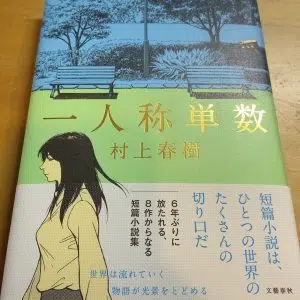 一人称単数
村上春樹
短篇小説は、
ひとつの世界の
たくさんの
切り口だ
6年ぶりに
放たれる、
8作からなる
短篇小説集
世界は流れていく
物語が光景をとどめる
文藝春秋